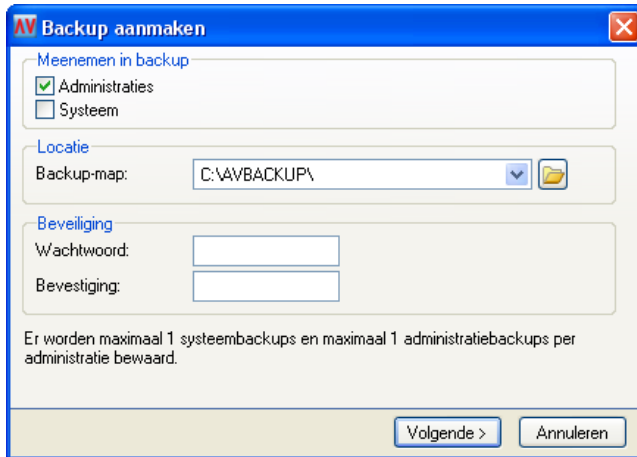 AV Backup aanmaken
Meenemen in backup
Administraties
Systeem
Locatie
Backup-map: C:\AVBACKUP\
Beveiliging
Wachtwoord:
Bevestiging:
Er worden maximaal 1 systeembackups en maximaal 1 administratiebackups per
administratie bewaard.
Volgende > Annuleren